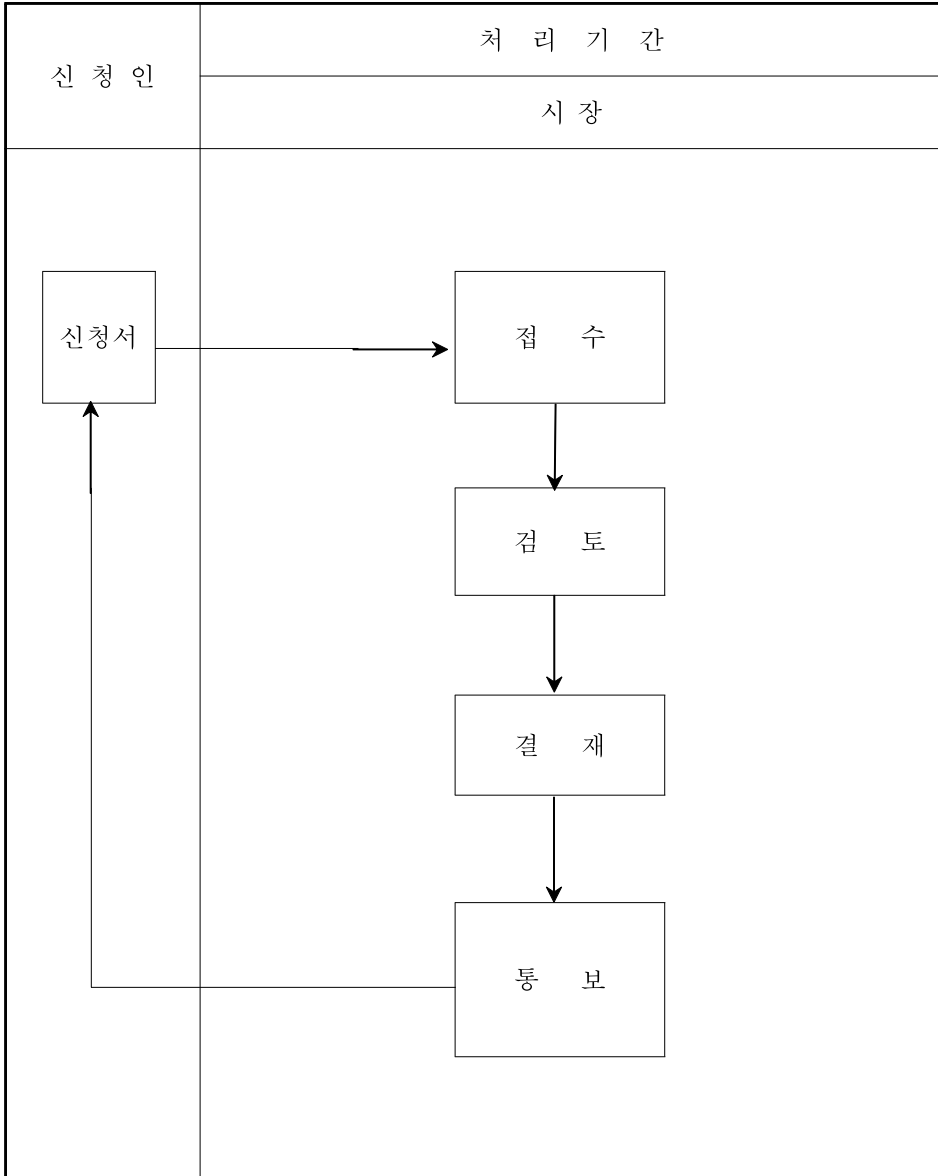 신 청 인
처 리 기 간
시 장
신청서
접 수
검 토
결 재
통 보